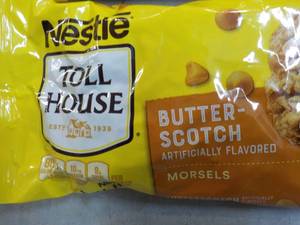 Nestlé
TOLL
HOUSE
ESTD 1939
BUTTER-
SCOTCH
ARTIFICIALLY FLAVORED
MORSELS